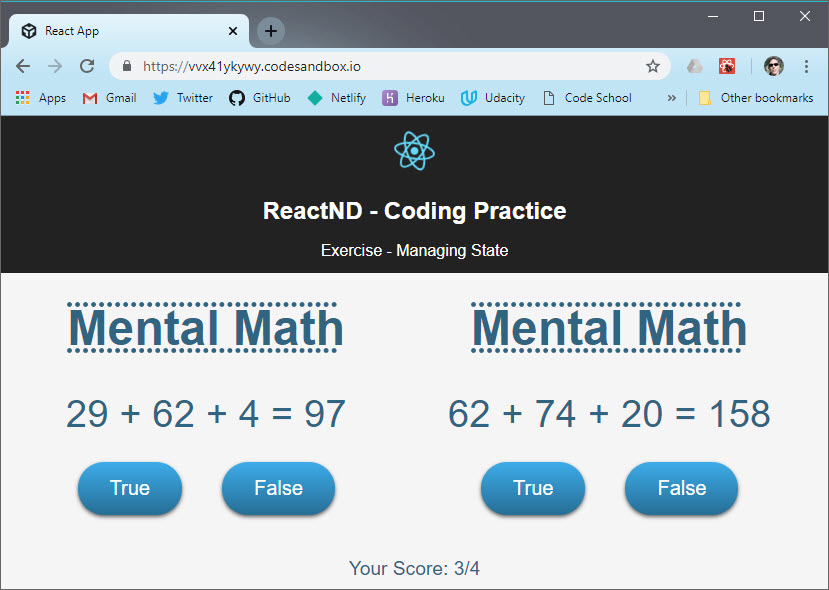 React App
https://vvx41ykywy.codesandbox.io
Apps Gmail Twitter GitHub Netlify Heroku Udacity Code School » Other bookmarks
ReactND - Coding Practice
Exercise - Managing State
Mental Math
29 + 62 + 4 = 97
True False
Mental Math
62 + 74 + 20 = 158
True False
Your Score: 3/4